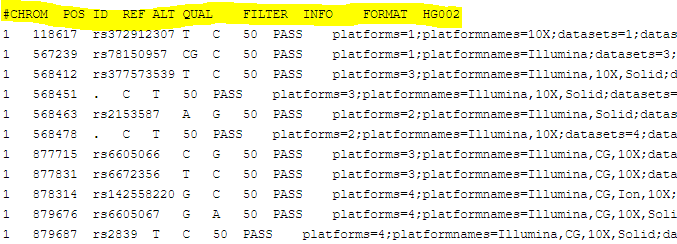 #CHROM POS ID REF ALT QUAL FILTER INFO FORMAT HG002
1 118617 rs372912307 T C 50 PASS platforms=1;platformnames=10X;datasets=1;datas
1 567239 rs78150957 CG C 50 PASS platforms=1;platformnames=Illumina;datasets=3;
1 568412 rs377573539 T C 50 PASS platforms=3;platformnames=Illumina,10X,Solid;d
1 568451 . C T 50 PASS platforms=3;platformnames=Illumina,10X,Solid;datasets=
1 568463 rs2153587 A G 50 PASS platforms=2;platformnames=Illumina,Solid;datas
1 568478 . C T 50 PASS platforms=2;platformnames=Illumina,10X;datasets=4;data
1 877715 rs6605066 C G 50 PASS platforms=3;platformnames=Illumina,CG,10X;data
1 877831 rs6672356 T C 50 PASS platforms=3;platformnames=Illumina,CG,10X;data
1 878314 rs142558220 G C 50 PASS platforms=4;platformnames=Illumina,CG,Ion,10X;
1 879676 rs6605067 G A 50 PASS platforms=4;platformnames=Illumina,CG,10X,Soli
1 879687 rs2839 T C 50 PASS platforms=4;platformnames=Illumina,CG,10X,Solid;da